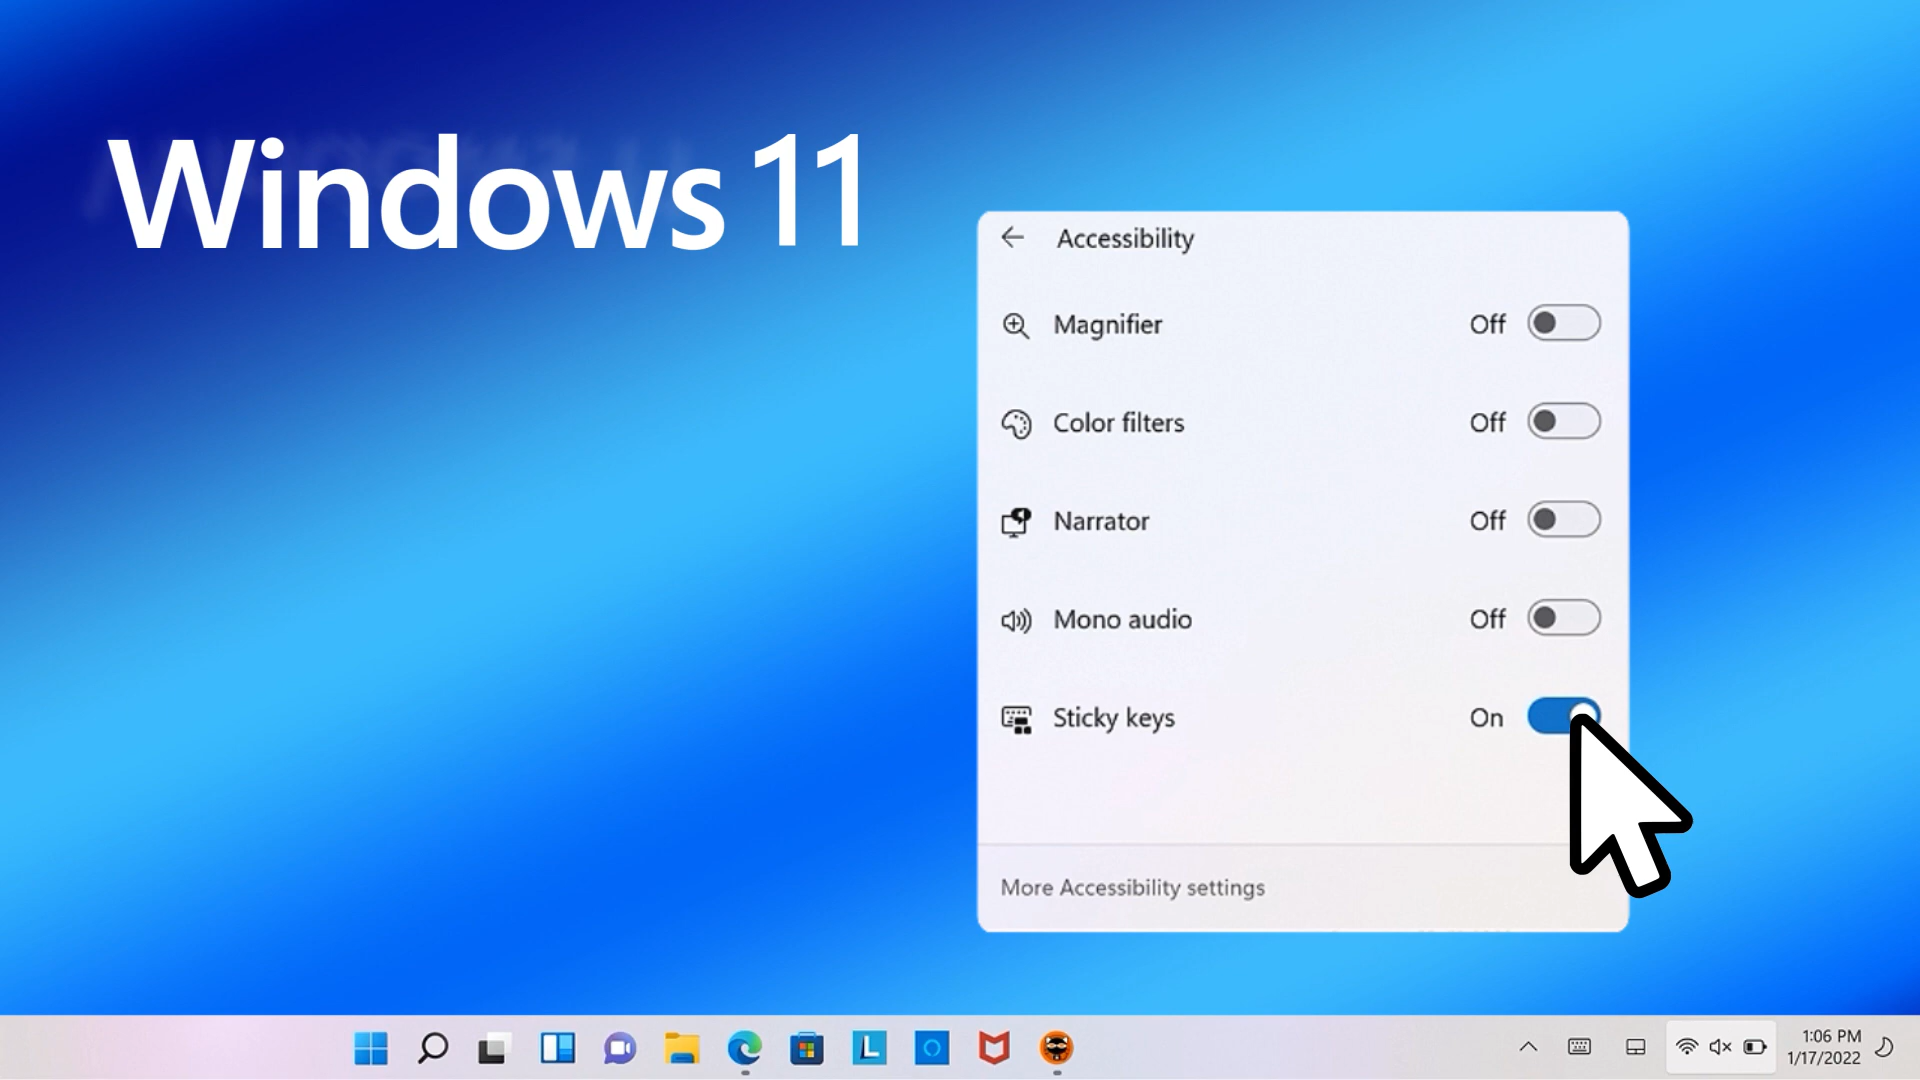 Windows 11
Accessibility
Magnifier Off
Color filters Off
Narrator Off
Mono audio Off
Sticky keys On
More Accessibility settings
L
1:06 PM
1/17/2022